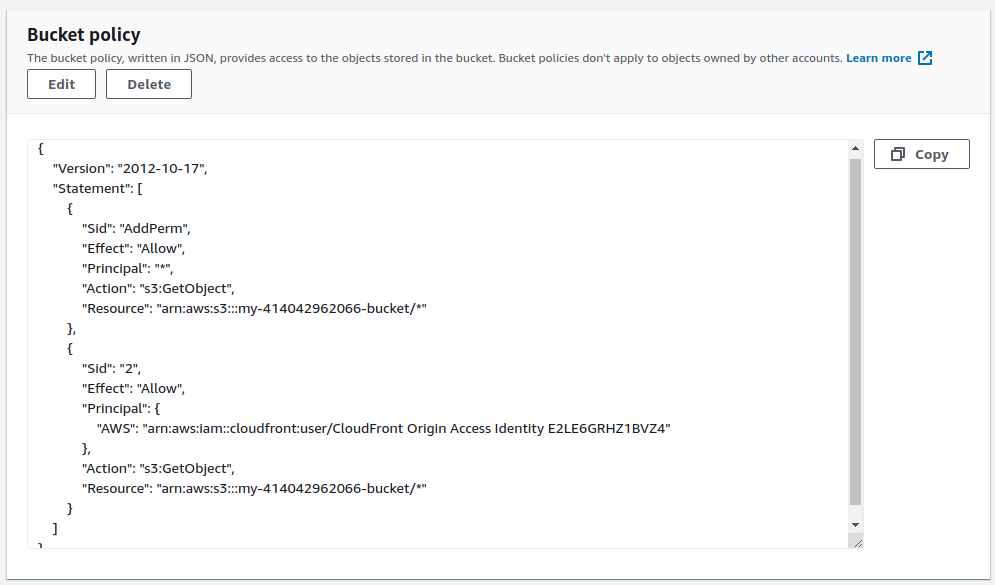 Bucket policy
The bucket policy, written in JSON, provides access to the objects stored in the bucket. Bucket policies don't apply to objects owned by other accounts. Learn more
Edit Delete
Copy
{
"Version": "2012-10-17",
"Statement": [
{
"Sid": "AddPerm",
"Effect": "Allow",
"Principal": "*",
"Action": "s3:GetObject",
"Resource": "arn:aws:s3:::my-414042962066-bucket/*"
},
{
"Sid": "2",
"Effect": "Allow",
"Principal": {
"AWS": "arn:aws:iam::cloudfront:user/CloudFront Origin Access Identity E2LE6GRHZ1BVZ4"
},
"Action": "s3:GetObject",
"Resource": "arn:aws:s3:::my-414042962066-bucket/*"
}
]
}